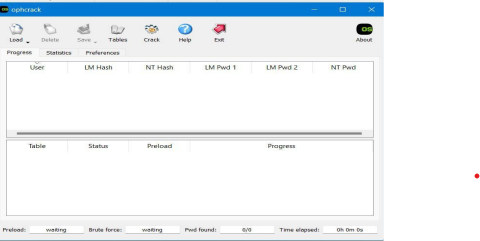 ophcrack
Load Delete Save Tables Crack Help Exit OS About
Progress Statistics Preferences
User LM Hash NT Hash LM Pwd 1 LM Pwd 2 NT Pwd
Table Status Preload Progress
Preload: waiting Brute force: waiting Pwd found: 0/0 Time elapsed: 0h 0m 0s